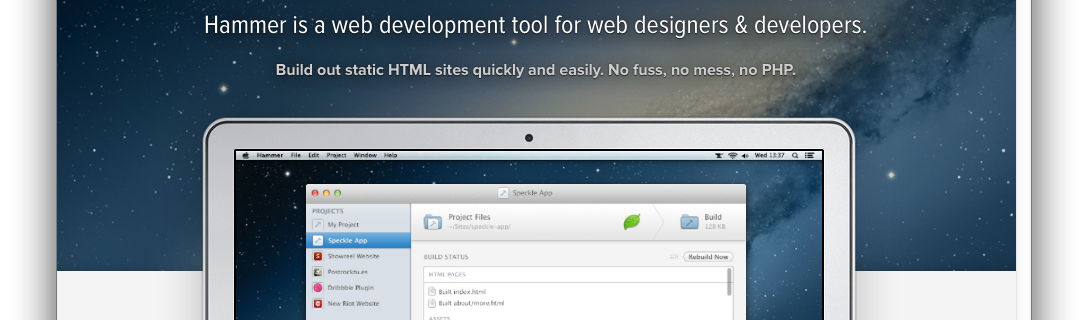 Hammer is a web development tool for web designers & developers.
Build out static HTML sites quickly and easily. No fuss, no mess, no PHP.
Hammer File Edit Project Window Help Wed 13:37
Speckle App
PROJECTS
My Project
Speckle App
Showreel Website
Postrockdu.es
Dribbble Plugin
New Riot Website
Project Files
~/Sites/speckle-app/
Build
128 KB
BUILD STATUS
Rebuild Now
HTML PAGES
Built index.html
Built about/more.html
ASSETS